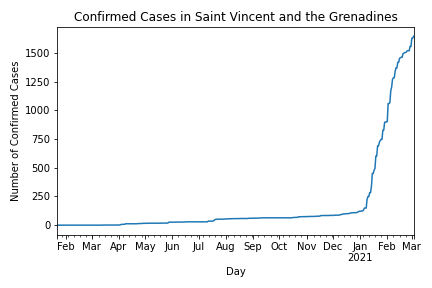 Confirmed Cases in Saint Vincent and the Grenadines
Number of Confirmed Cases
1500
1250
1000
750
500
250
0
Feb Mar Apr May Jun Jul Aug Sep Oct Nov Dec Jan Feb Mar
2021
Day